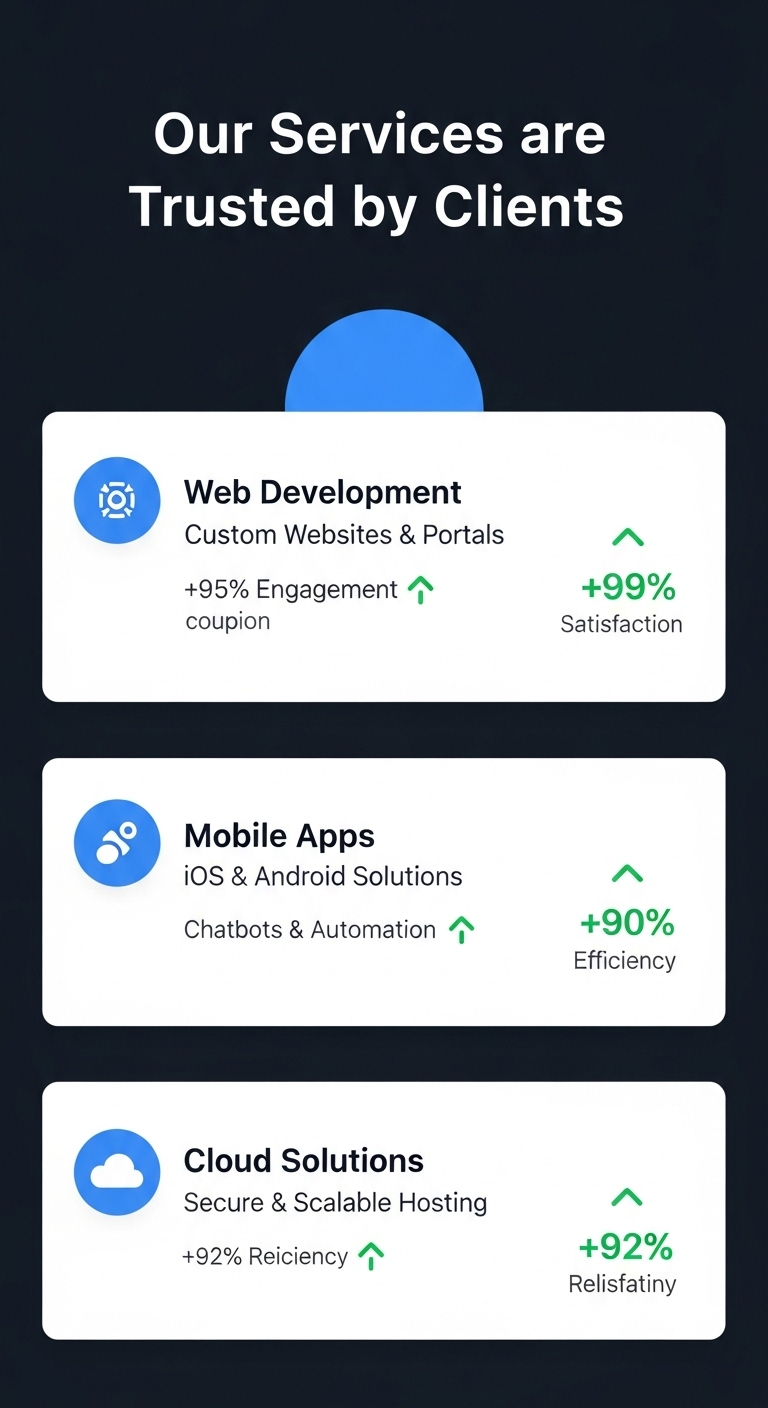 Our Services are
Trusted by Clients
Web Development
Custom Websites & Portals
+95% Engagement
coupion
+99%
Satisfaction
Mobile Apps
iOS & Android Solutions
Chatbots & Automation
+90%
Efficiency
Cloud Solutions
Secure & Scalable Hosting
+92% Reiciency
+92%
Relisfatiny